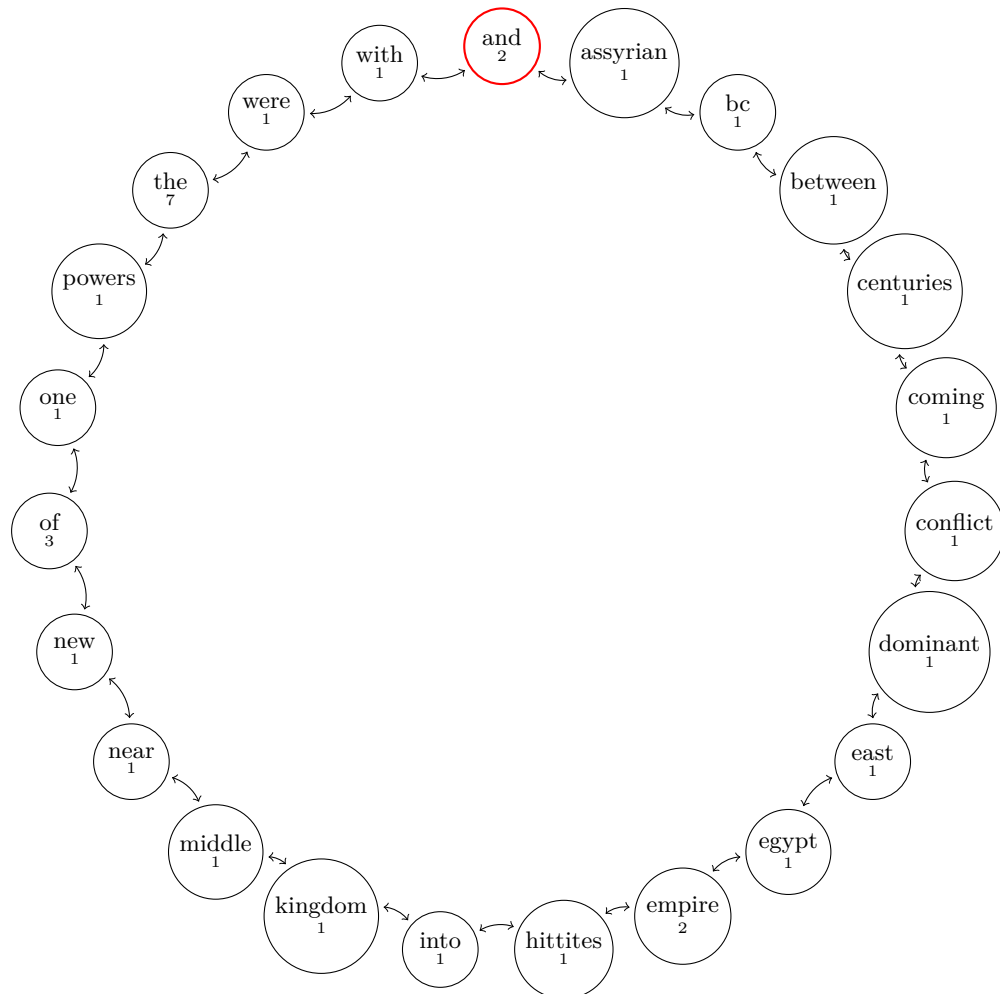 and
2
assyrian
1
bc
1
between
1
centuries
1
coming
1
conflict
1
dominant
1
east
1
egypt
1
empire
2
hittites
1
into
1
kingdom
1
middle
1
near
1
new
1
of
3
one
1
powers
1
the
7
were
1
with
1